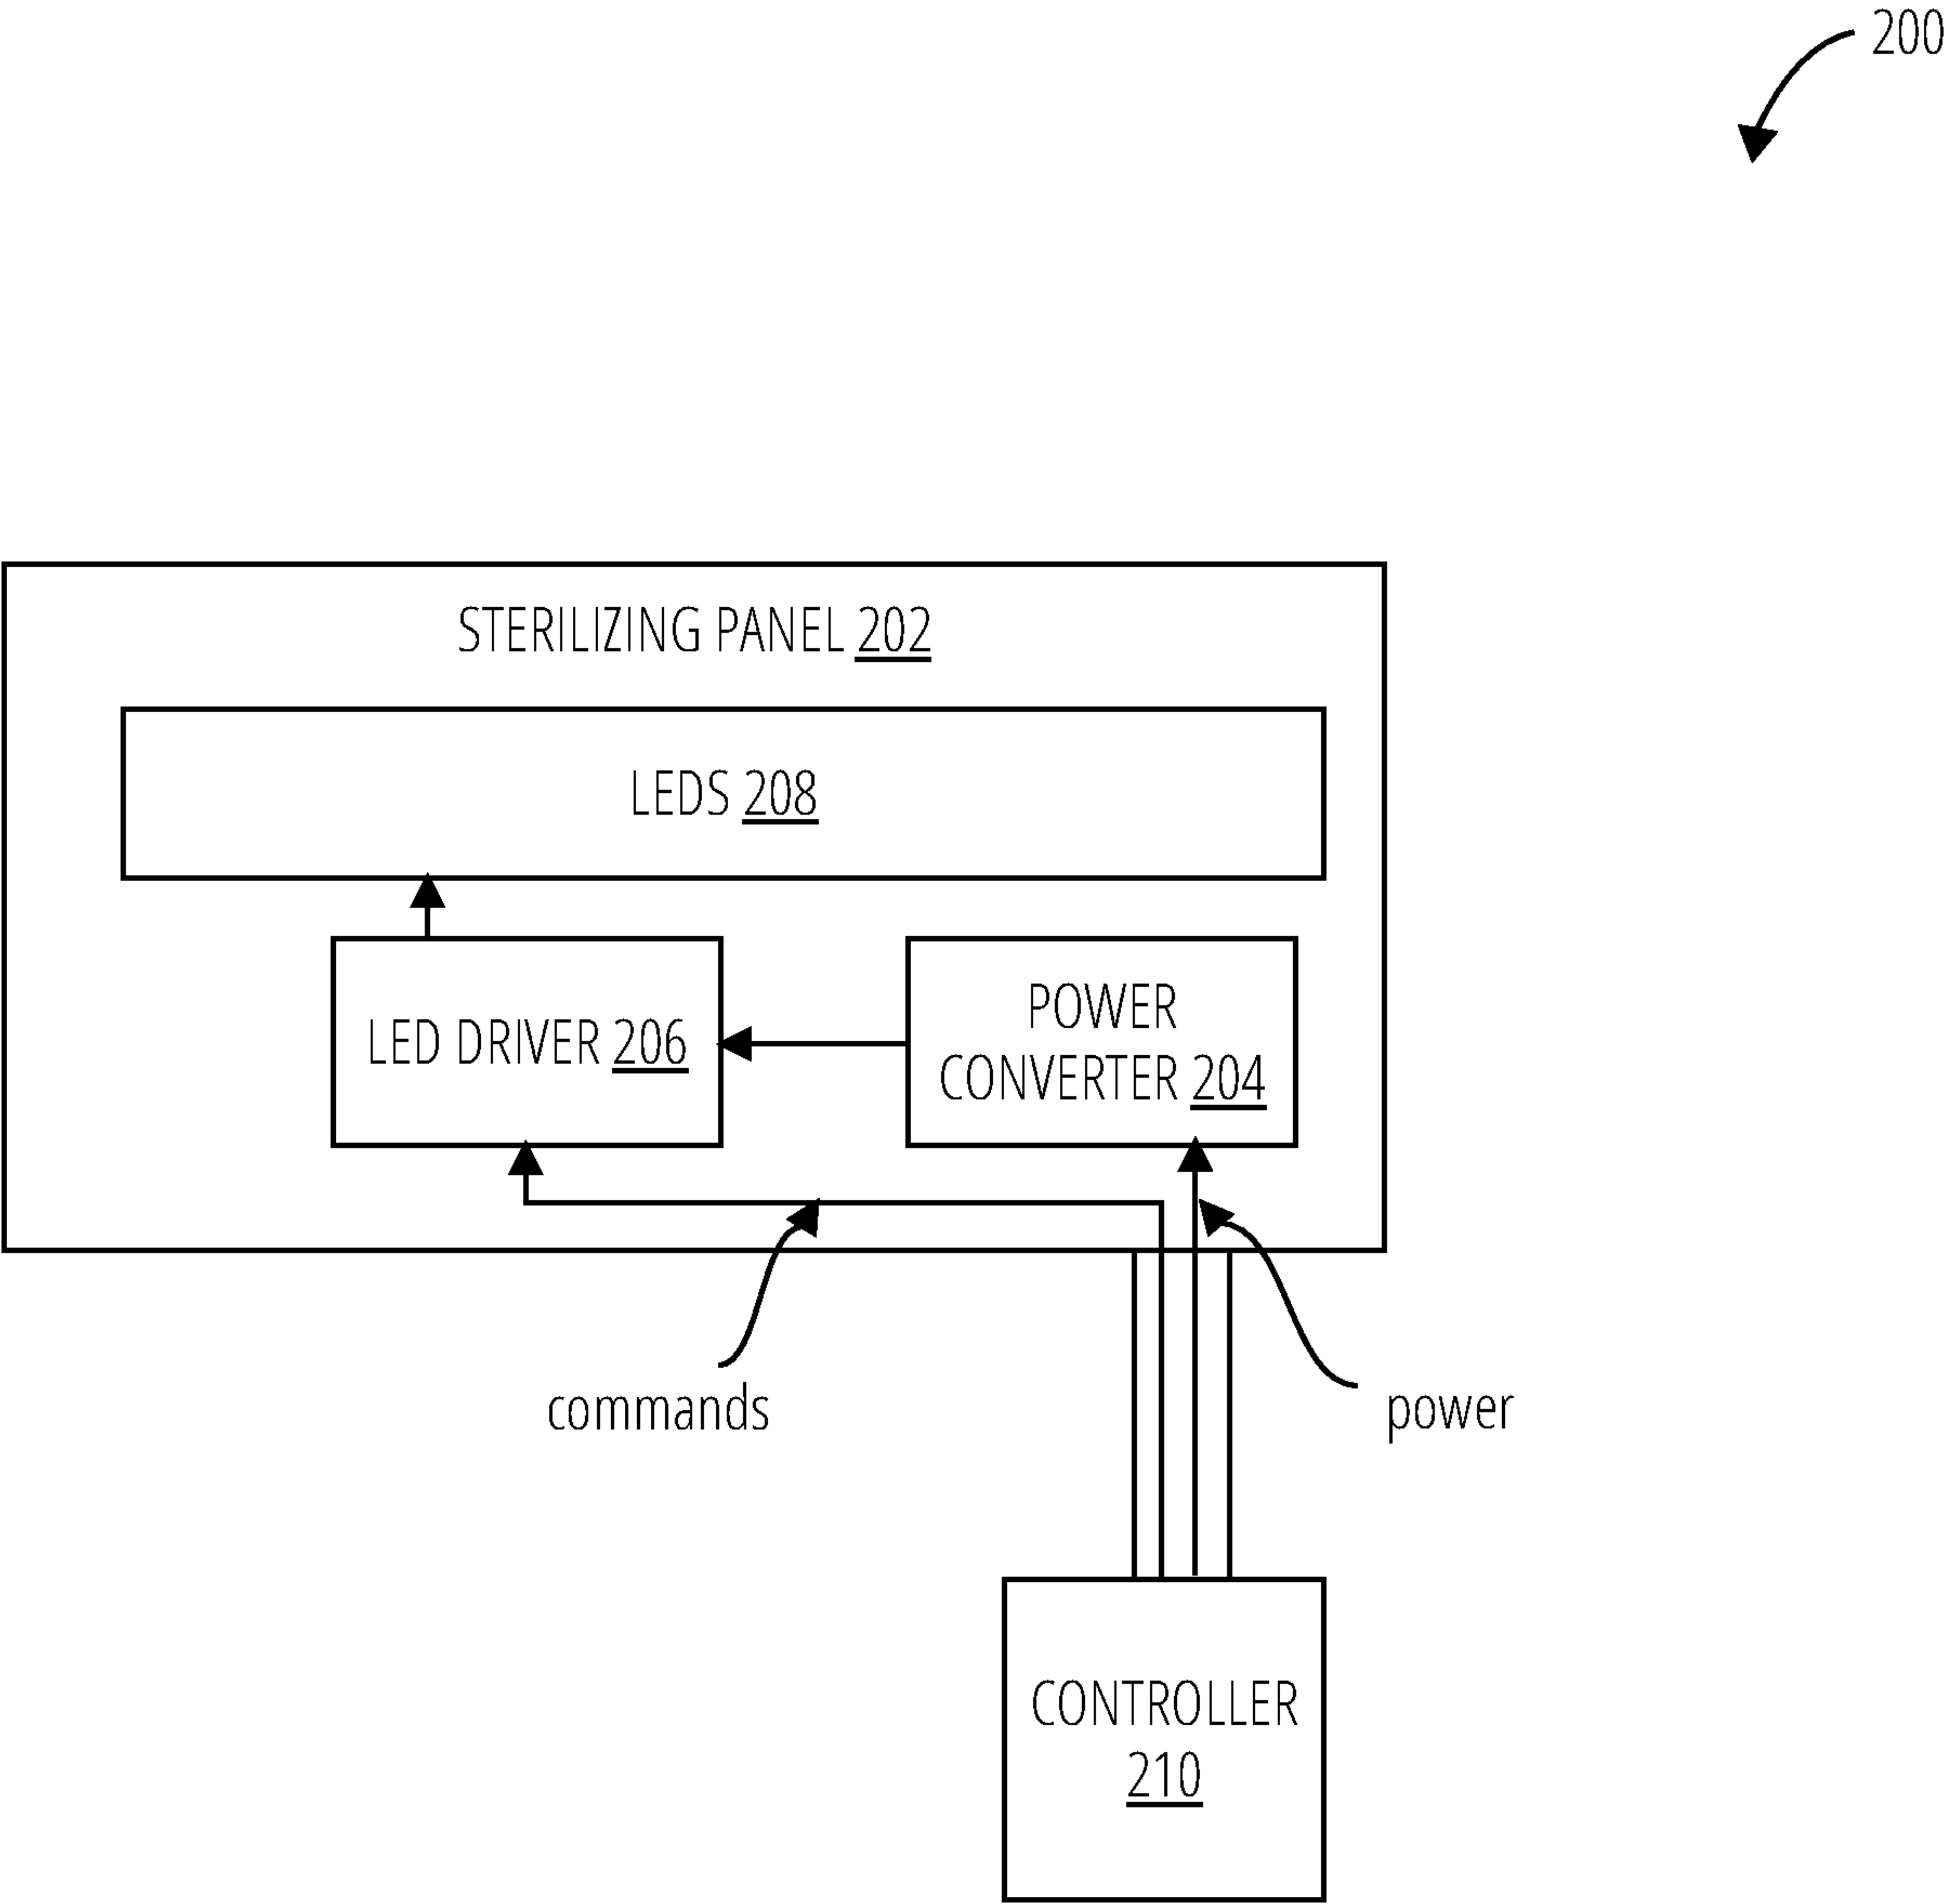 200
STERILIZING PANEL 202
LEDS 208
LED DRIVER 206
POWER
CONVERTER 204
commands
power
CONTROLLER
210